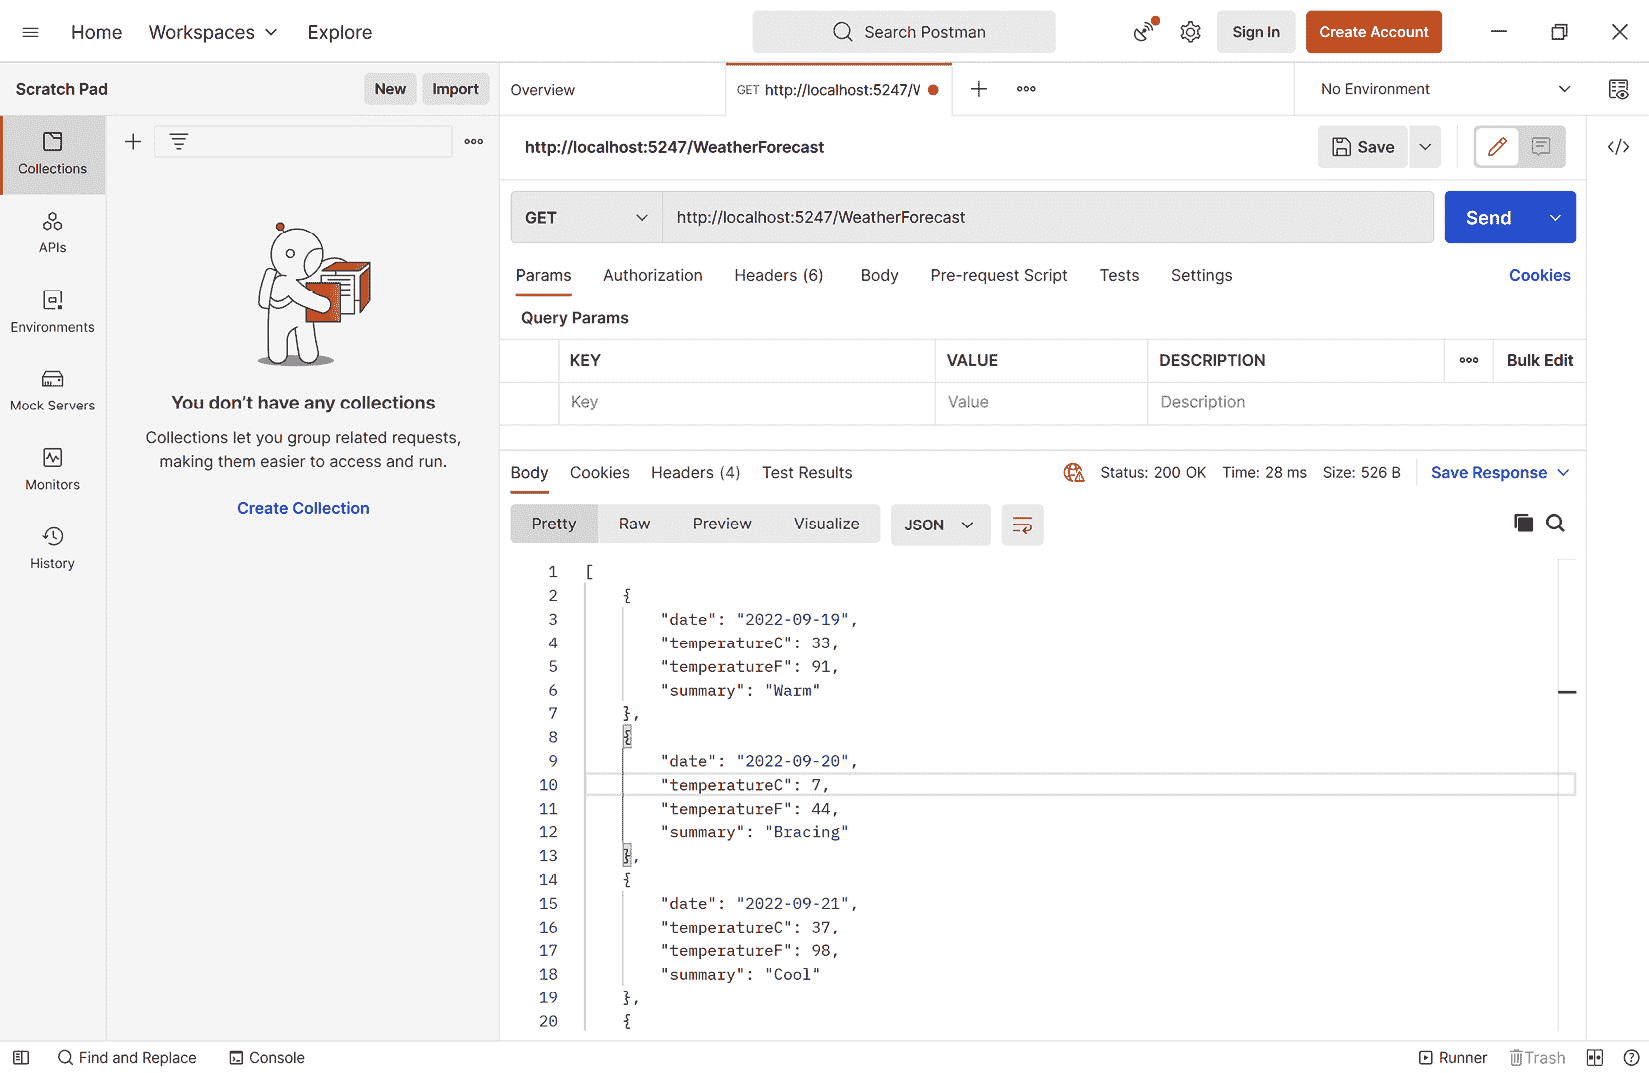 Home Workspaces Explore Search Postman Sign In Create Account
Scratch Pad New Import
Overview GET http://localhost:5247/V No Environment
Collections
APIs
Environments
Mock Servers
Monitors
History
You don't have any collections
Collections let you group related requests,
making them easier to access and run.
Create Collection
http://localhost:5247/WeatherForecast Save
GET http://localhost:5247/WeatherForecast Send
Params Authorization Headers (6) Body Pre-request Script Tests Settings Cookies
Query Params
KEY VALUE DESCRIPTION Bulk Edit
Key Value Description
Body Cookies Headers (4) Test Results Status: 200 OK Time: 28 ms Size: 526 B Save Response
Pretty Raw Preview Visualize JSON
1 [
2 {
3 "date": "2022-09-19",
4 "temperatureC": 33,
5 "temperatureF": 91,
6 "summary": "Warm"
7 },
8 {
9 "date": "2022-09-20",
10 "temperatureC": 7,
11 "temperatureF": 44,
12 "summary": "Bracing"
13 },
14 {
15 "date": "2022-09-21",
16 "temperatureC": 37,
17 "temperatureF": 98,
18 "summary": "Cool"
19 },
20 {
Find and Replace Console Runner Trash